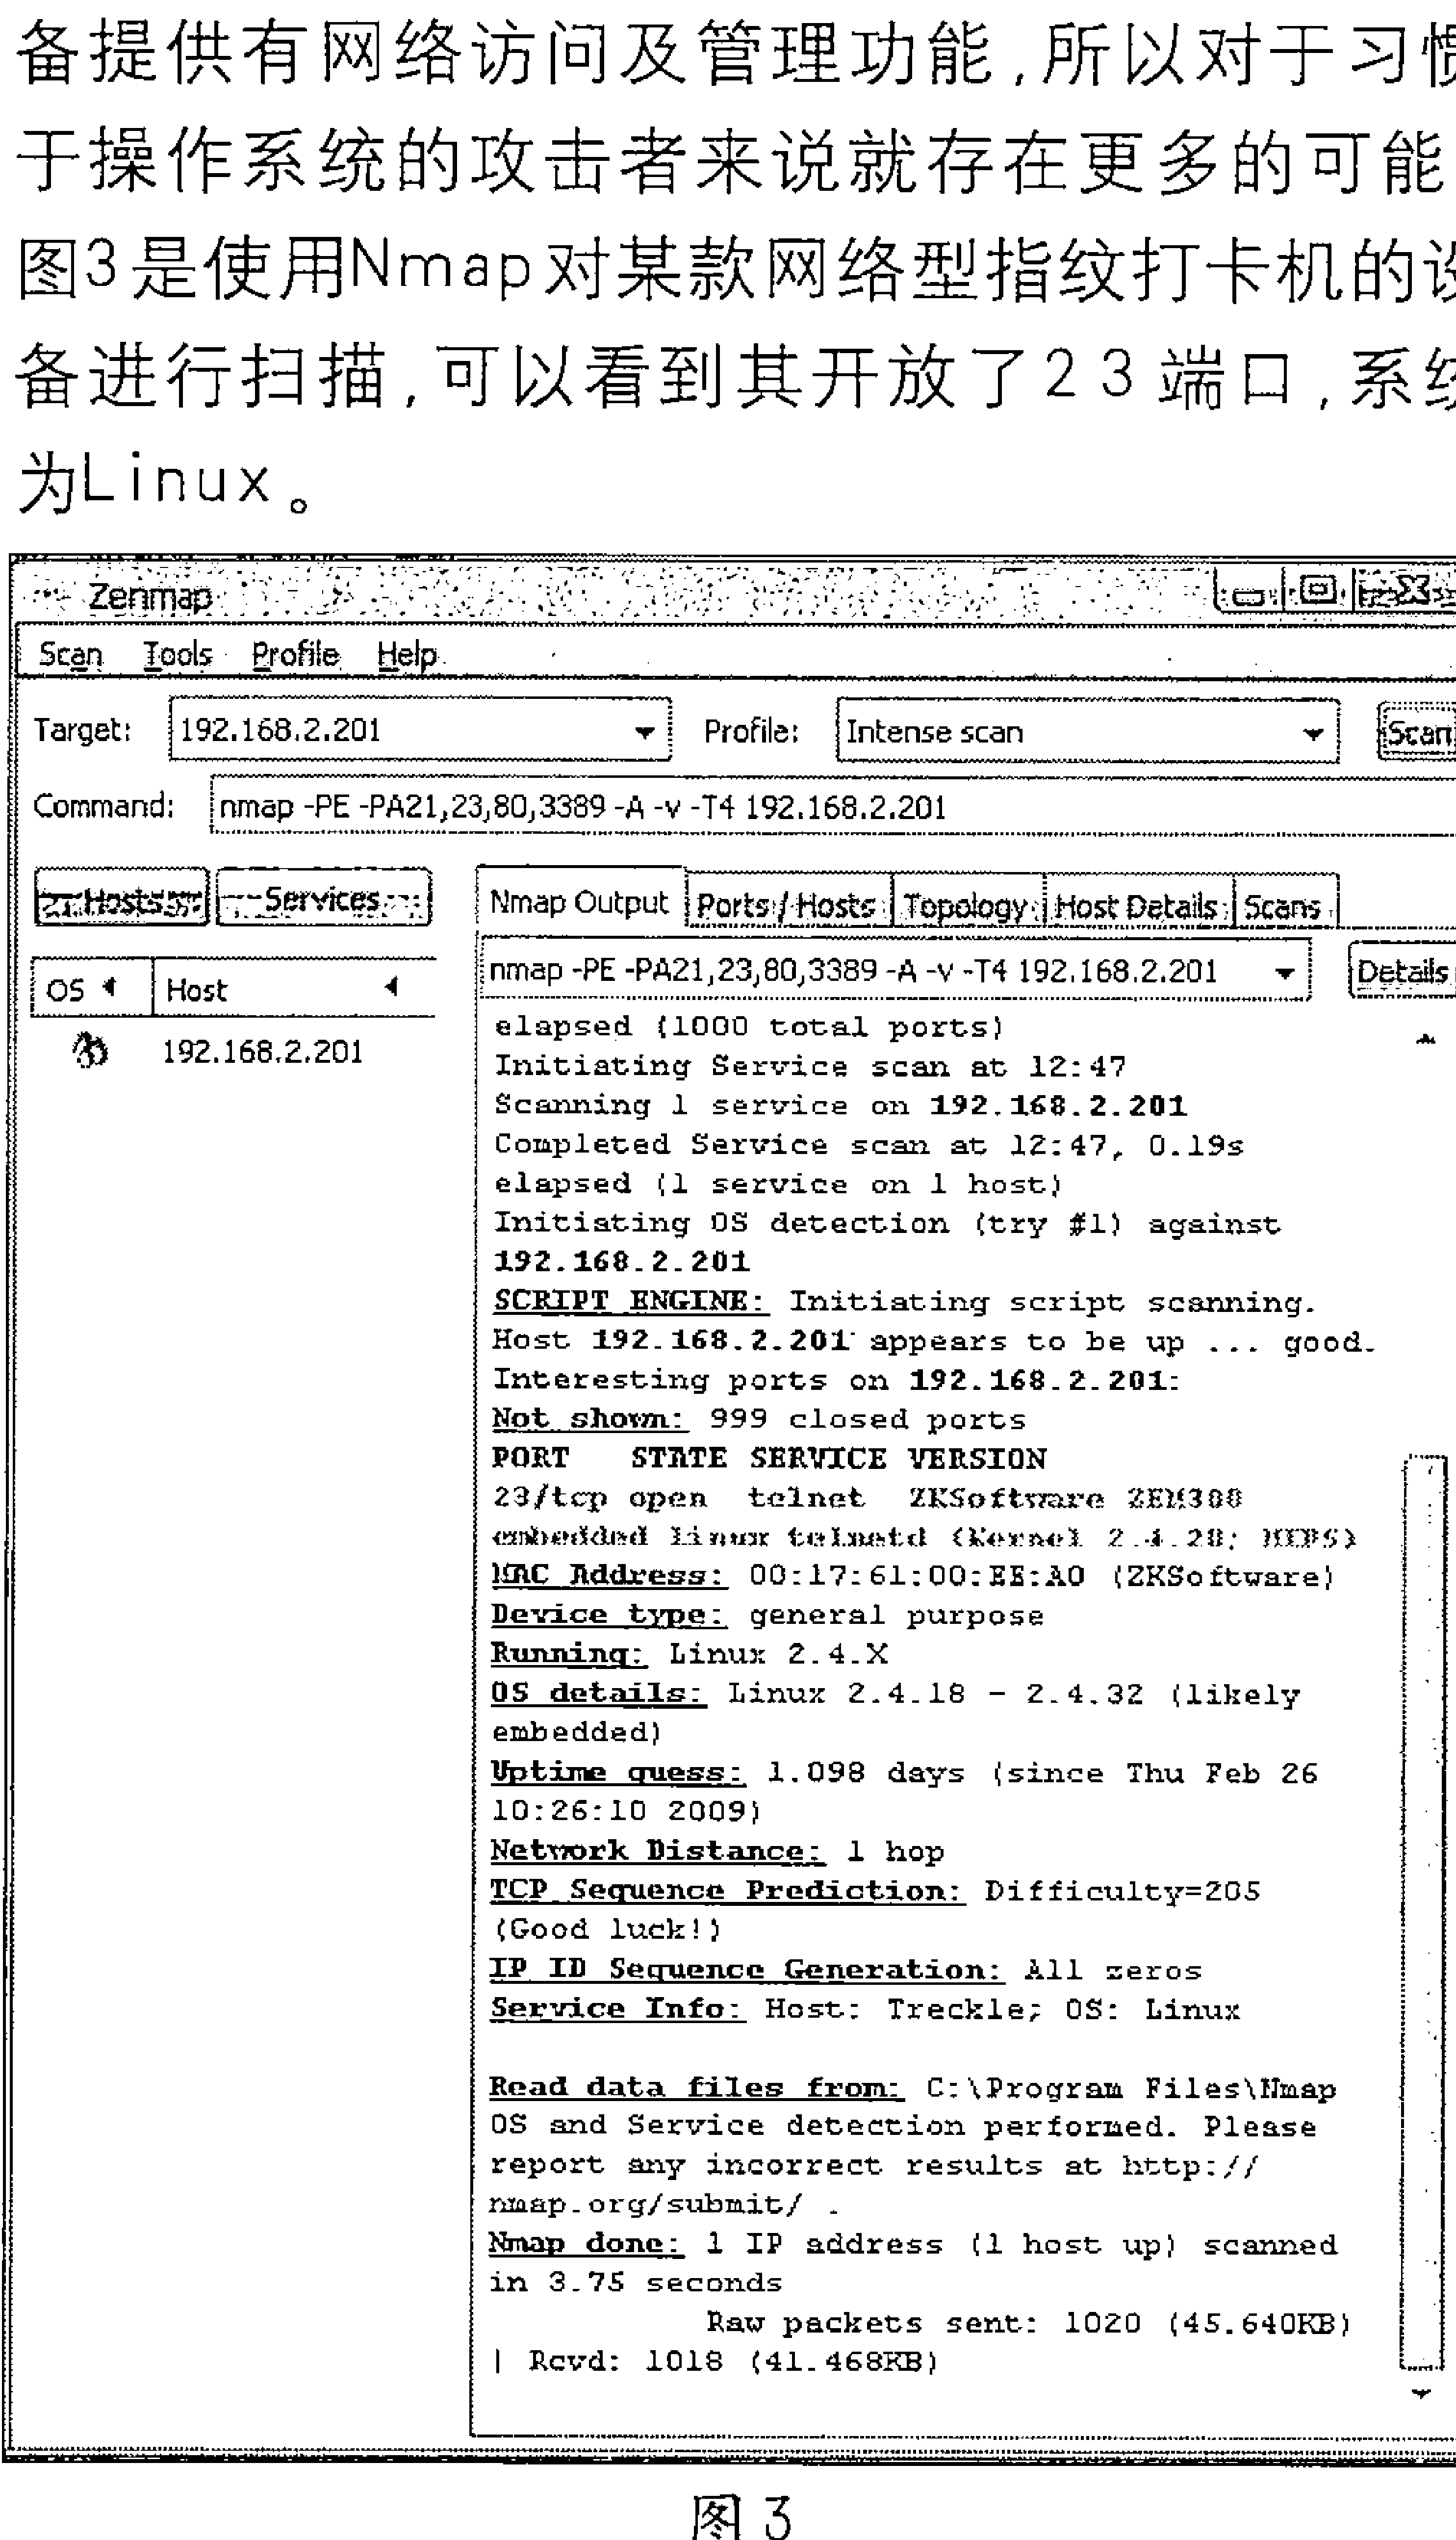 备提供有网络访问及管理功能,所以对于习惯
于操作系统的攻击者来说就存在更多的可能
图3是使用Nmap对某款网络型指纹打卡机的设
备进行扫描,可以看到其开放了23端口,系统
为Linux。
Zenmap
Scan Tools Profile Help
Target: 192.168.2.201 Profile: Intense scan Scan
Command: nmap -PE -PA21,23,80,3389 -A -v -T4 192.168.2.201
Hosts Services Nmap Output Ports / Hosts Topology Host Details Scans
nmap -PE -PA21,23,80,3389 -A -v -T4 192.168.2.201 Details
OS Host
192.168.2.201
elapsed (1000 total ports)
Initiating Service scan at 12:47
Scanning 1 service on 192.168.2.201
Completed Service scan at 12:47, 0.19s
elapsed (1 service on 1 host)
Initiating OS detection (try #1) against
192.168.2.201
SCRIPT ENGINE: Initiating script scanning.
Host 192.168.2.201 appears to be up ... good.
Interesting ports on 192.168.2.201:
Not shown: 999 closed ports
PORT STATE SERVICE VERSION
23/tcp open telnet ZKSoftware ZEM300
embedded linux telnetd (Kernel 2.4.20; MIPS)
MAC Address: 00:17:61:00:EE:A0 (ZKSoftware)
Device type: general purpose
Running: Linux 2.4.X
OS details: Linux 2.4.18 - 2.4.32 (likely
embedded)
Uptime guess: 1.098 days (since Thu Feb 26
10:26:10 2009)
Network Distance: 1 hop
TCP Sequence Prediction: Difficulty=205
(Good luck!)
IP ID Sequence Generation: All zeros
Service Info: Host: Treckle; OS: Linux
Read data files from: C:\Program Files\Nmap
OS and Service detection performed. Please
report any incorrect results at http://
nmap.org/submit/ .
Nmap done: 1 IP address (1 host up) scanned
in 3.75 seconds
Raw packets sent: 1020 (45.640KB)
| Rcvd: 1018 (41.468KB)
图3